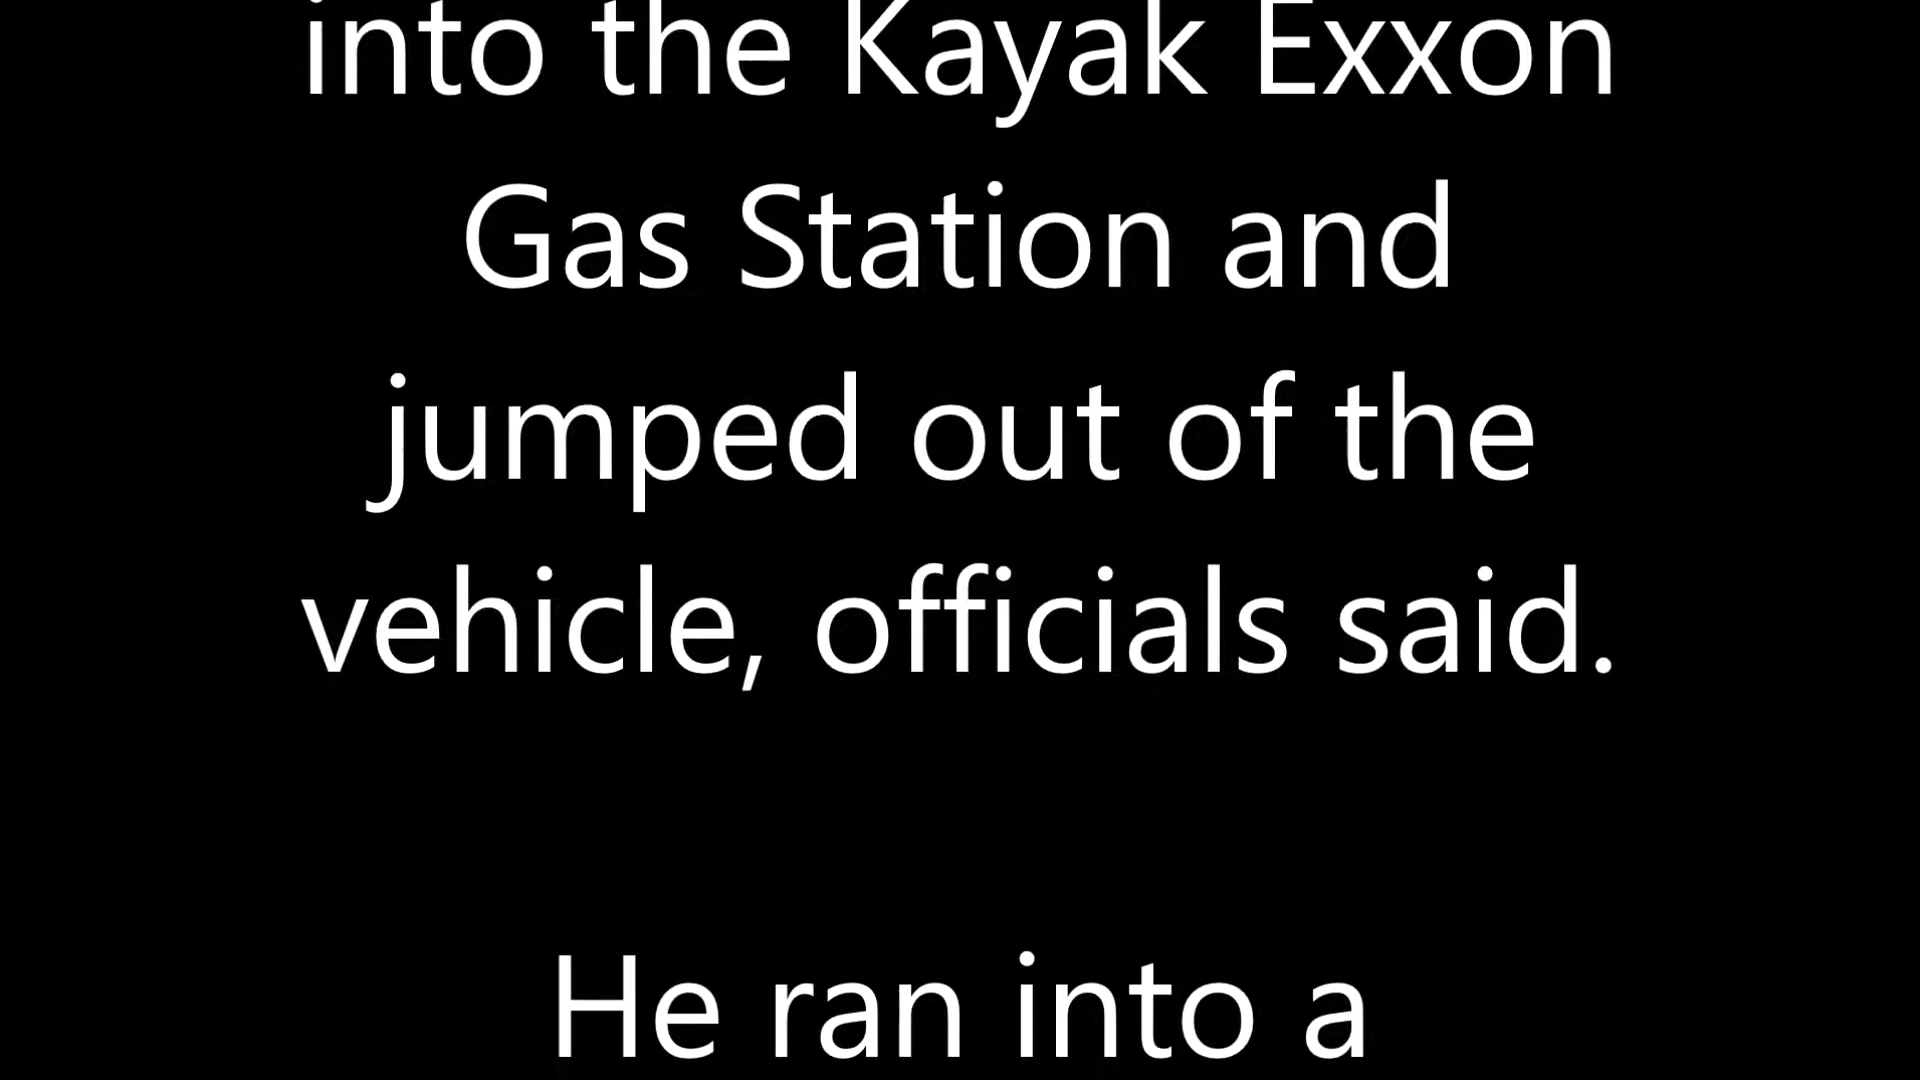 into the Kayak Exxon
Gas Station and
jumped out of the
vehicle, officials said.
He ran into a